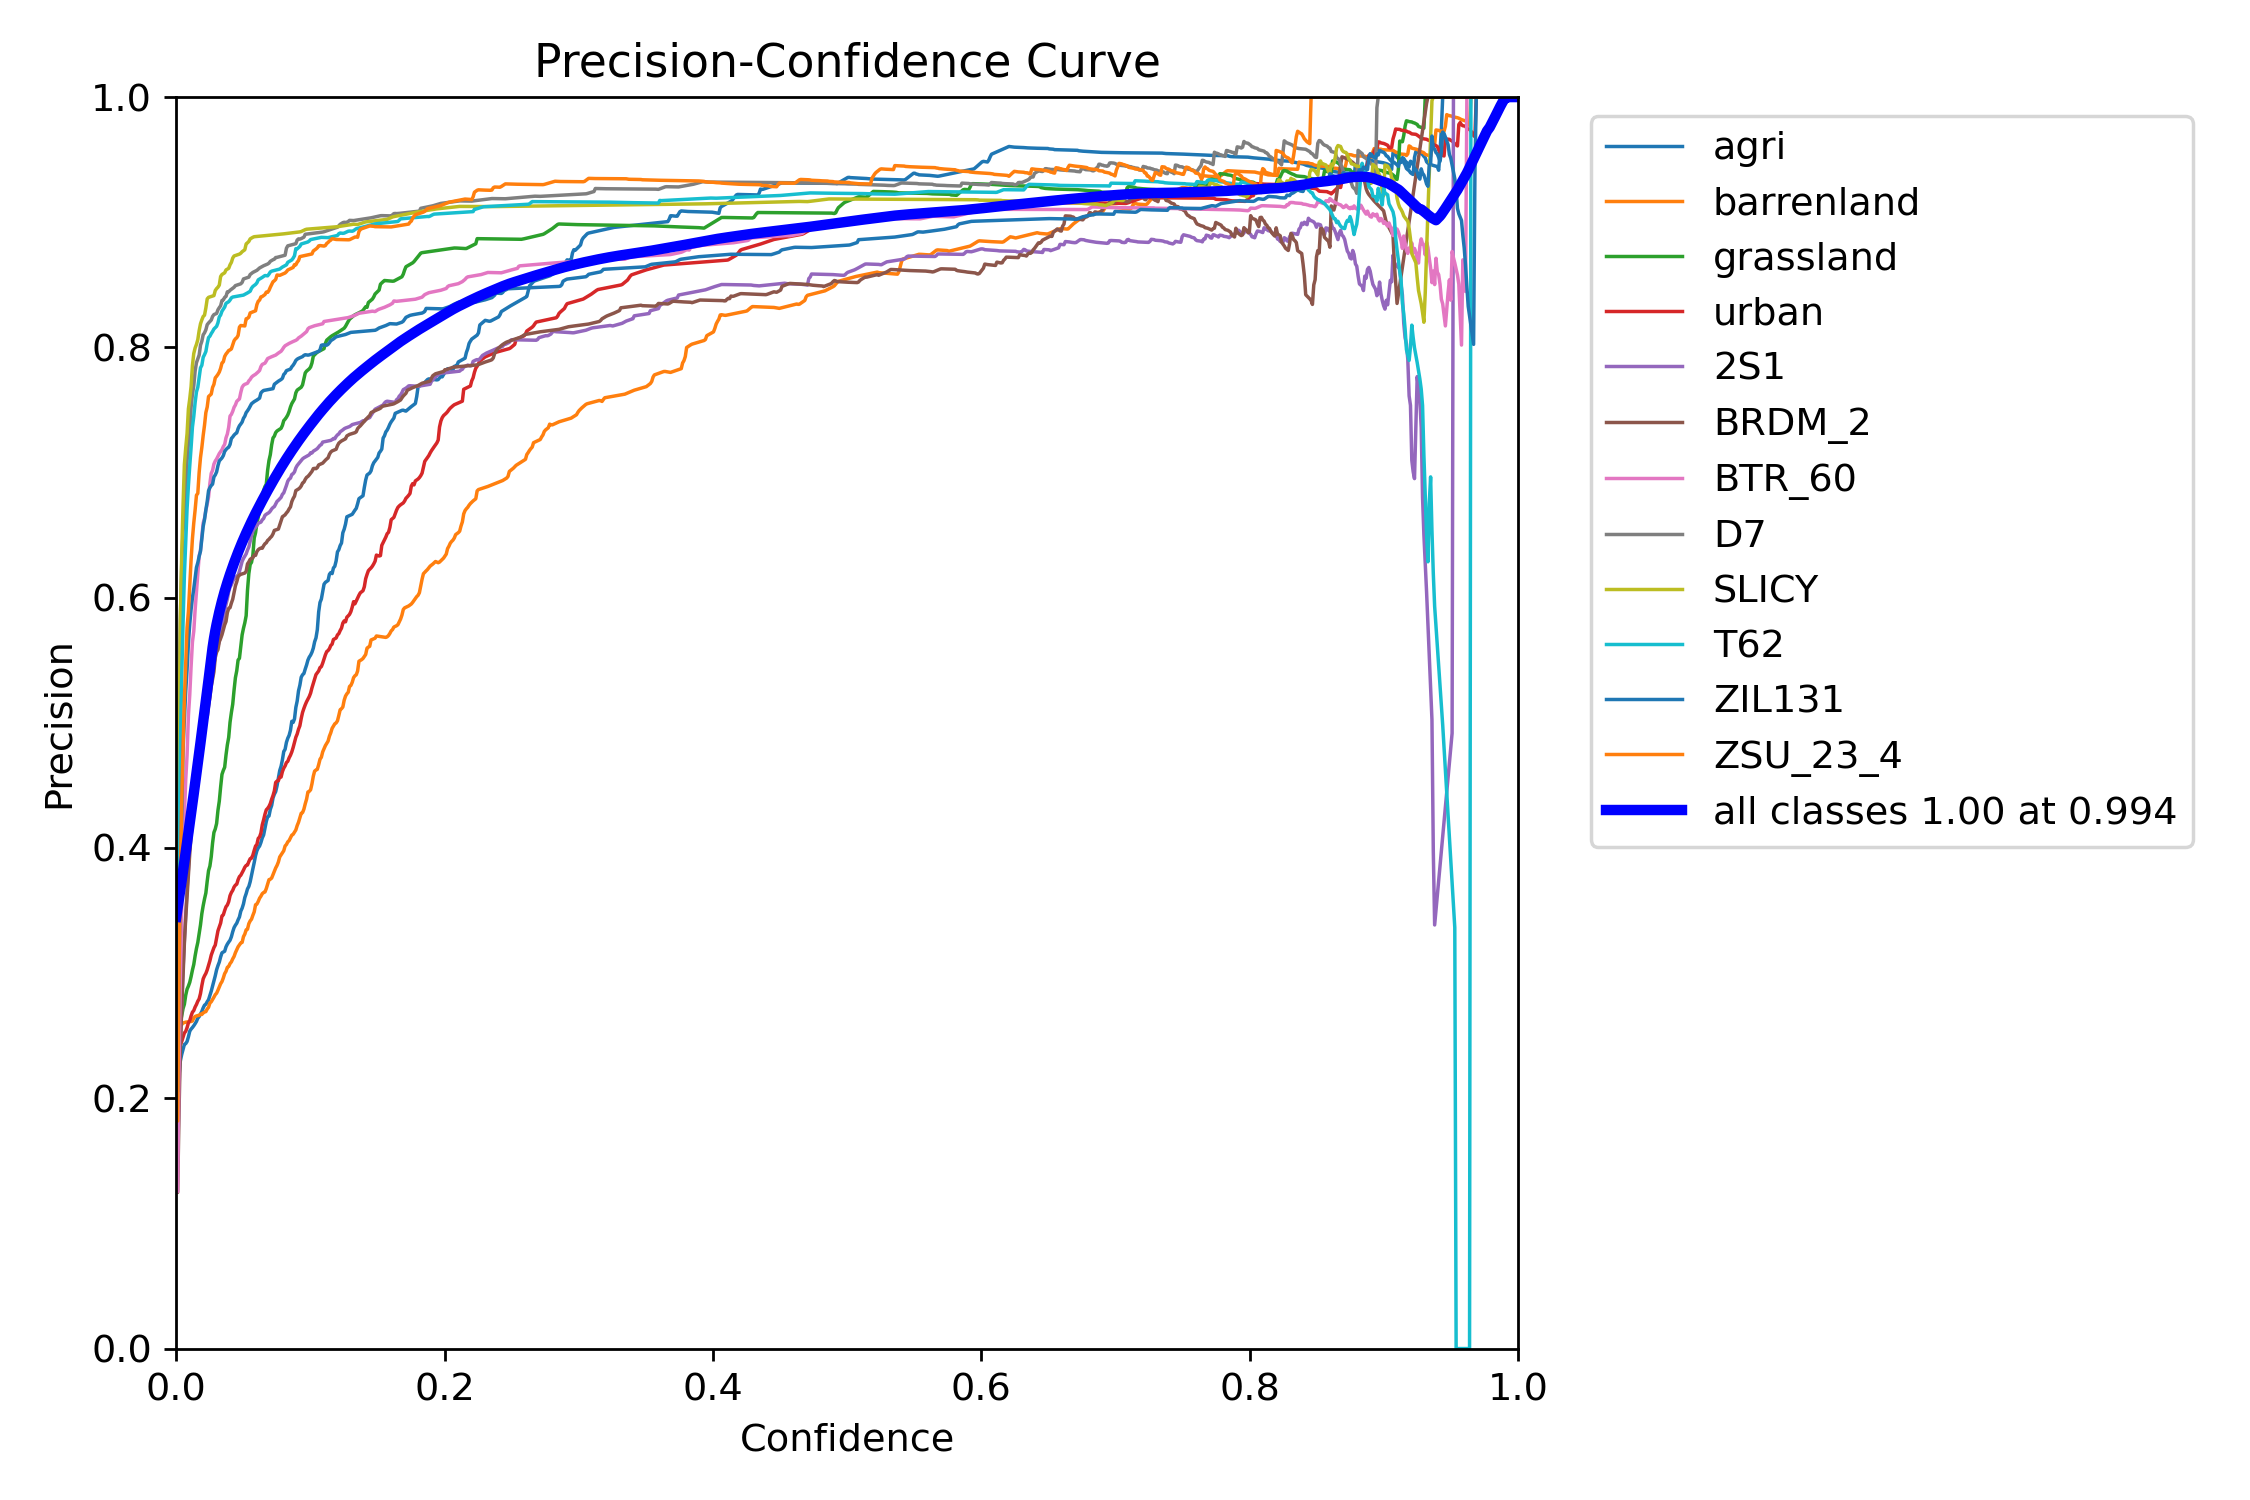 Precision-Confidence Curve
1.0
0.8
0.6
0.4
0.2
0.0
Precision
0.0 0.2 0.4 0.6 0.8 1.0
Confidence
agri
barrenland
grassland
urban
2S1
BRDM_2
BTR_60
D7
SLICY
T62
ZIL131
ZSU_23_4
all classes 1.00 at 0.994